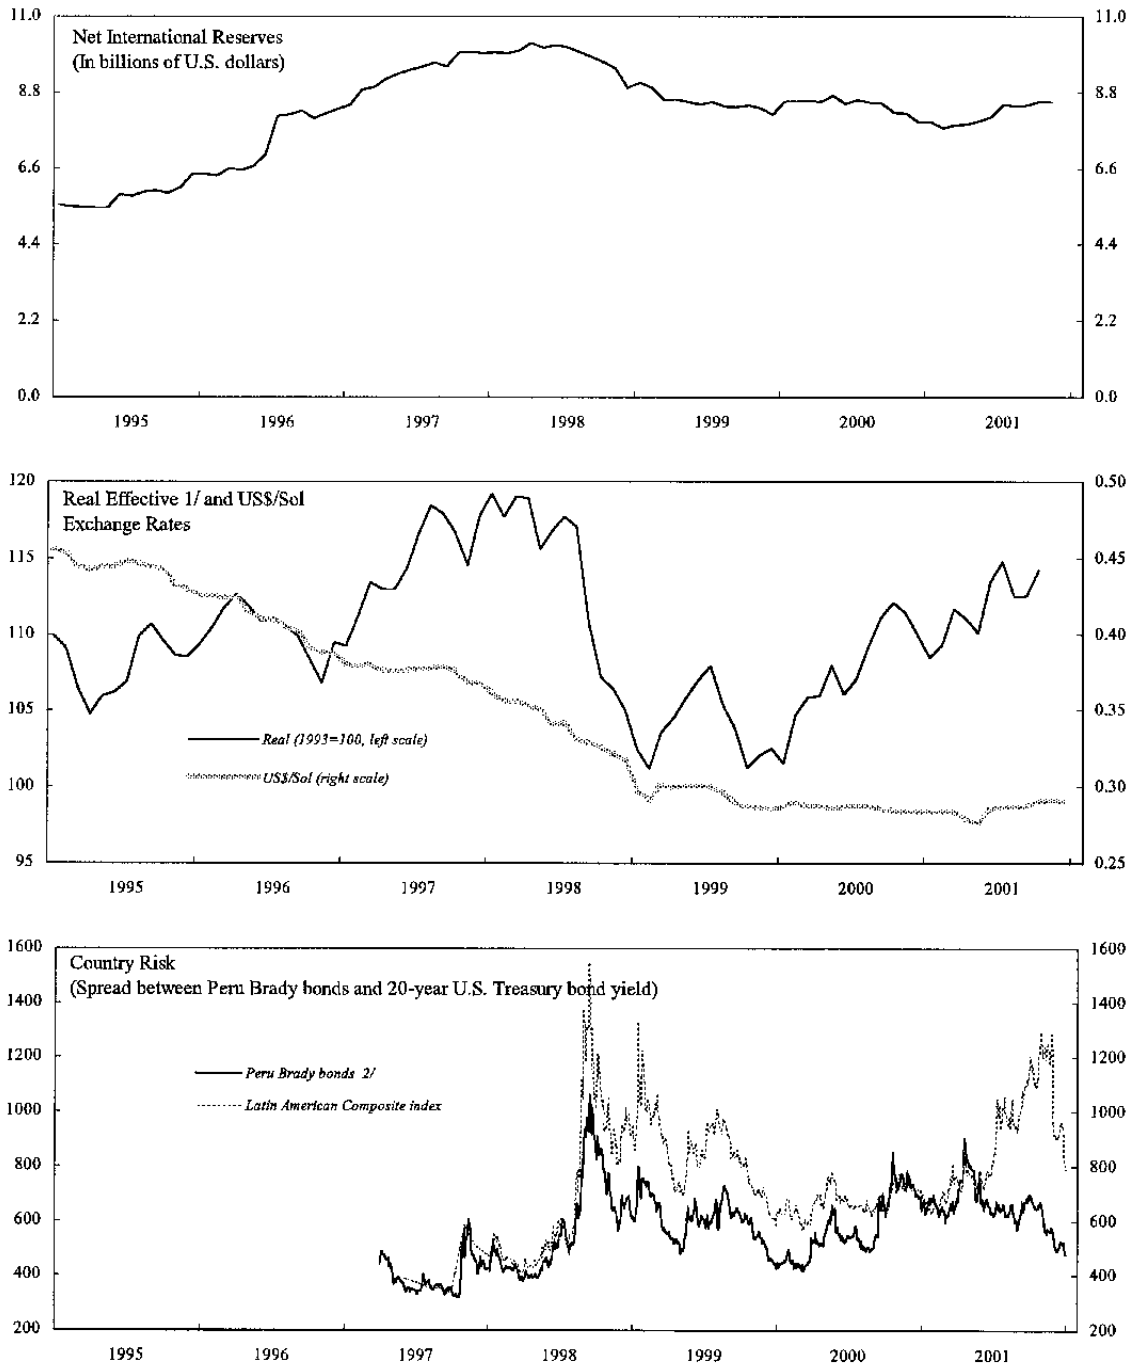 Net International Reserves
(In billions of U.S. dollars)
11.0 11.0
8.8 8.8
6.6 6.6
4.4 4.4
2.2 2.2
0.0 0.0
1995 1996 1997 1998 1999 2000 2001
Real Effective 1/ and US$/Sol
Exchange Rates
120 0.50
115 0.45
110 0.40
105 0.35
Real (1993=100, left scale)
US$/Sol (right scale)
100 0.30
95 0.25
1995 1996 1997 1998 1999 2000 2001
Country Risk
(Spread between Peru Brady bonds and 20-year U.S. Treasury bond yield)
1600 1600
1400 1400
1200 1200
Peru Brady bonds 2/
Latin American Composite index
1000 1000
800 800
600 600
400 400
200 200
1995 1996 1997 1998 1999 2000 2001